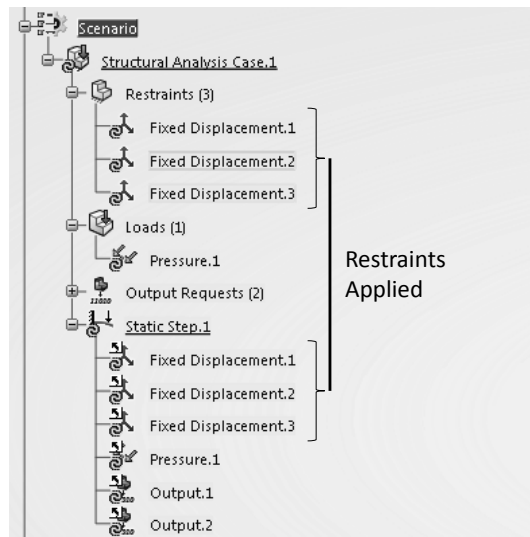 Scenario
Structural Analysis Case.1
Restraints (3)
Fixed Displacement.1
Fixed Displacement.2
Fixed Displacement.3
Loads (1)
Pressure.1
Output Requests (2)
Static Step.1
Fixed Displacement.1
Fixed Displacement.2
Fixed Displacement.3
Pressure.1
Output.1
Output.2
Restraints
Applied